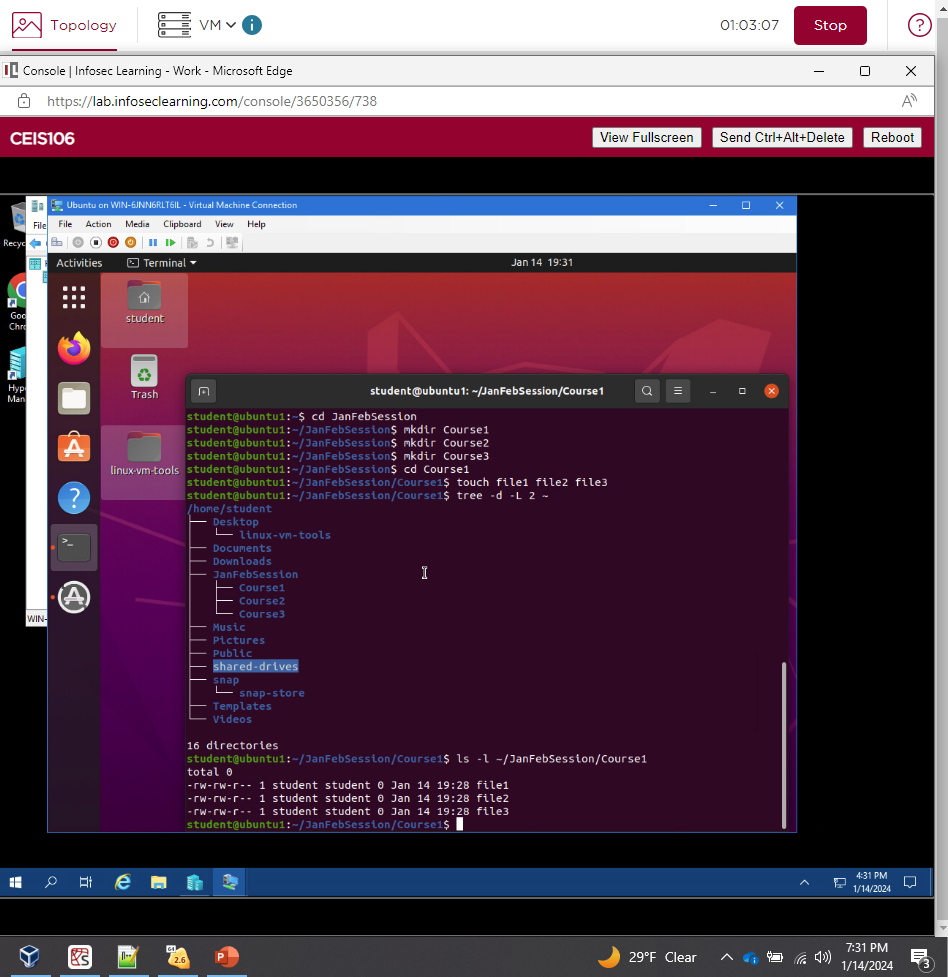 Topology
VM
i
01:03:07
Stop
?
Console | Infosec Learning - Work - Microsoft Edge
https://lab.infoseclearning.com/console/3650356/738
CEIS106
View Fullscreen
Send Ctrl+Alt+Delete
Reboot
Ubuntu on WIN-6JNN6RLT6IL - Virtual Machine Connection
File
File Action Media Clipboard View Help
Recyc
Activities
Terminal
Jan 14 19:31
Goo
Chro
Hype
Man
WIN-
student
Trash
linux-vm-tools
student@ubuntu1: ~/JanFebSession/Course1
student@ubuntu1:~$ cd JanFebSession
student@ubuntu1:~/JanFebSession$ mkdir Course1
student@ubuntu1:~/JanFebSession$ mkdir Course2
student@ubuntu1:~/JanFebSession$ mkdir Course3
student@ubuntu1:~/JanFebSession$ cd Course1
student@ubuntu1:~/JanFebSession/Course1$ touch file1 file2 file3
student@ubuntu1:~/JanFebSession/Course1$ tree -d -L 2 ~
/home/student
├── Desktop
│   └── linux-vm-tools
├── Documents
├── Downloads
├── JanFebSession
│   ├── Course1
│   ├── Course2
│   └── Course3
├── Music
├── Pictures
├── Public
├── shared-drives
├── snap
│   └── snap-store
├── Templates
└── Videos
16 directories
student@ubuntu1:~/JanFebSession/Course1$ ls -l ~/JanFebSession/Course1
total 0
-rw-rw-r-- 1 student student 0 Jan 14 19:28 file1
-rw-rw-r-- 1 student student 0 Jan 14 19:28 file2
-rw-rw-r-- 1 student student 0 Jan 14 19:28 file3
student@ubuntu1:~/JanFebSession/Course1$
4:31 PM
1/14/2024
29°F Clear
7:31 PM
1/14/2024
3